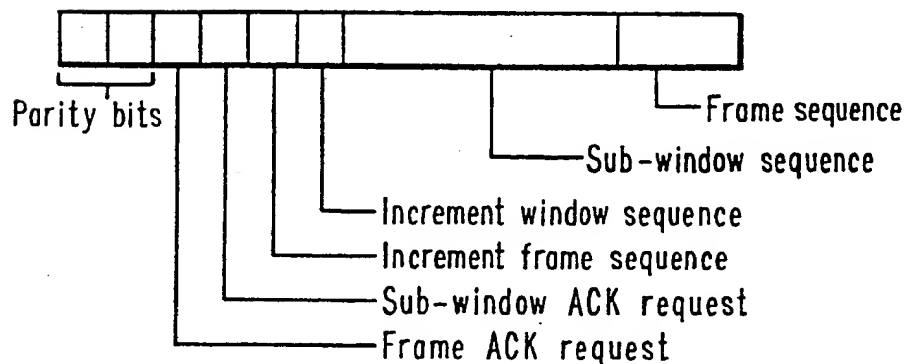 Parity bits
Frame sequence
Sub-window sequence
Increment window sequence
Increment frame sequence
Sub-window ACK request
Frame ACK request